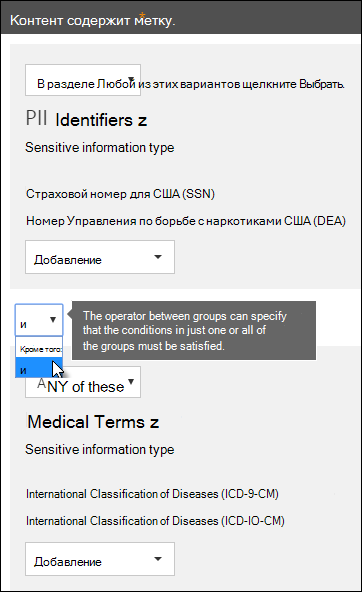 Контент содержит метку.
В разделе Любой из этих вариантов щелкните Выбрать.
PII Identifiers z
Sensitive information type
Страховой номер для США (SSN)
Номер Управления по борьбе с наркотиками США (DEA)
Добавление
и
The operator between groups can specify
that the conditions in just one or all of
the groups must be satisfied.
Кроме того:
и
ANY of these
Medical Terms z
Sensitive information type
International Classification of Diseases (ICD-9-CM)
International Classification of Diseases (ICD-IO-CM)
Добавление